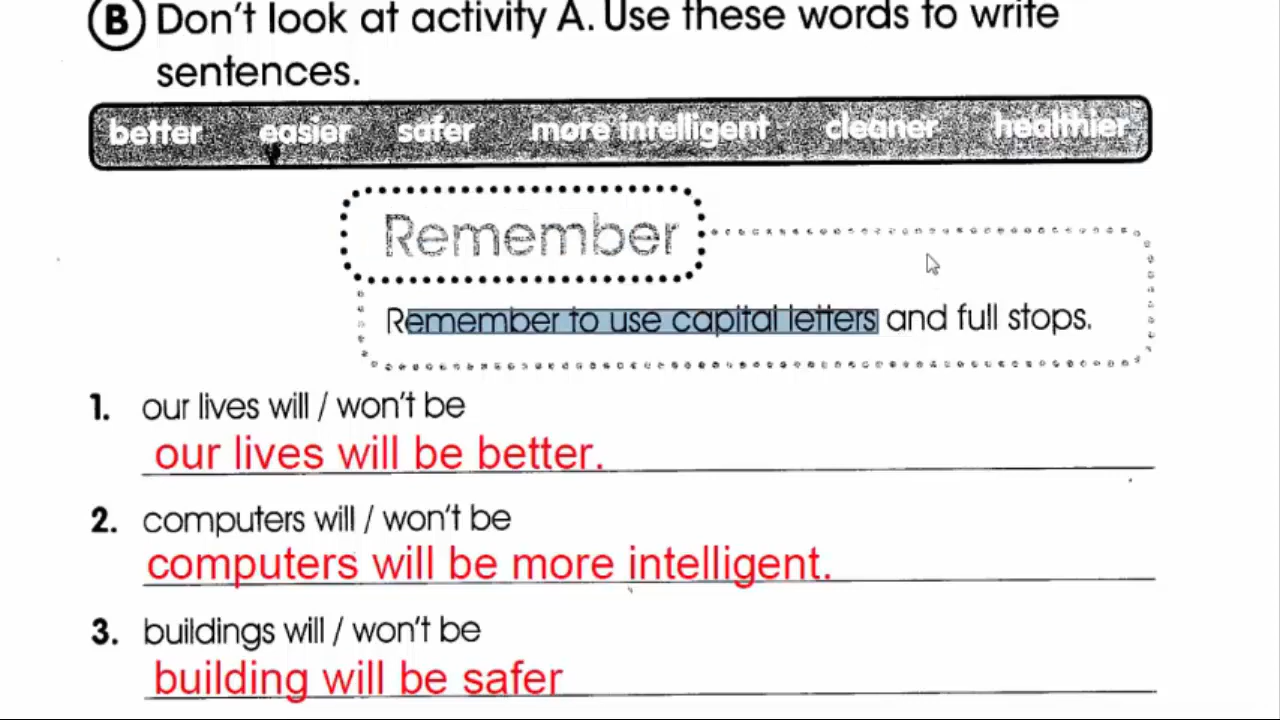 B Don't look at activity A. Use these words to write
sentences.
better easier safer more intelligent cleaner healthier
Remember
Remember to use capital letters and full stops.
1. our lives will / won't be
our lives will be better.
2. computers will / won't be
computers will be more intelligent.
3. buildings will / won't be
building will be safer